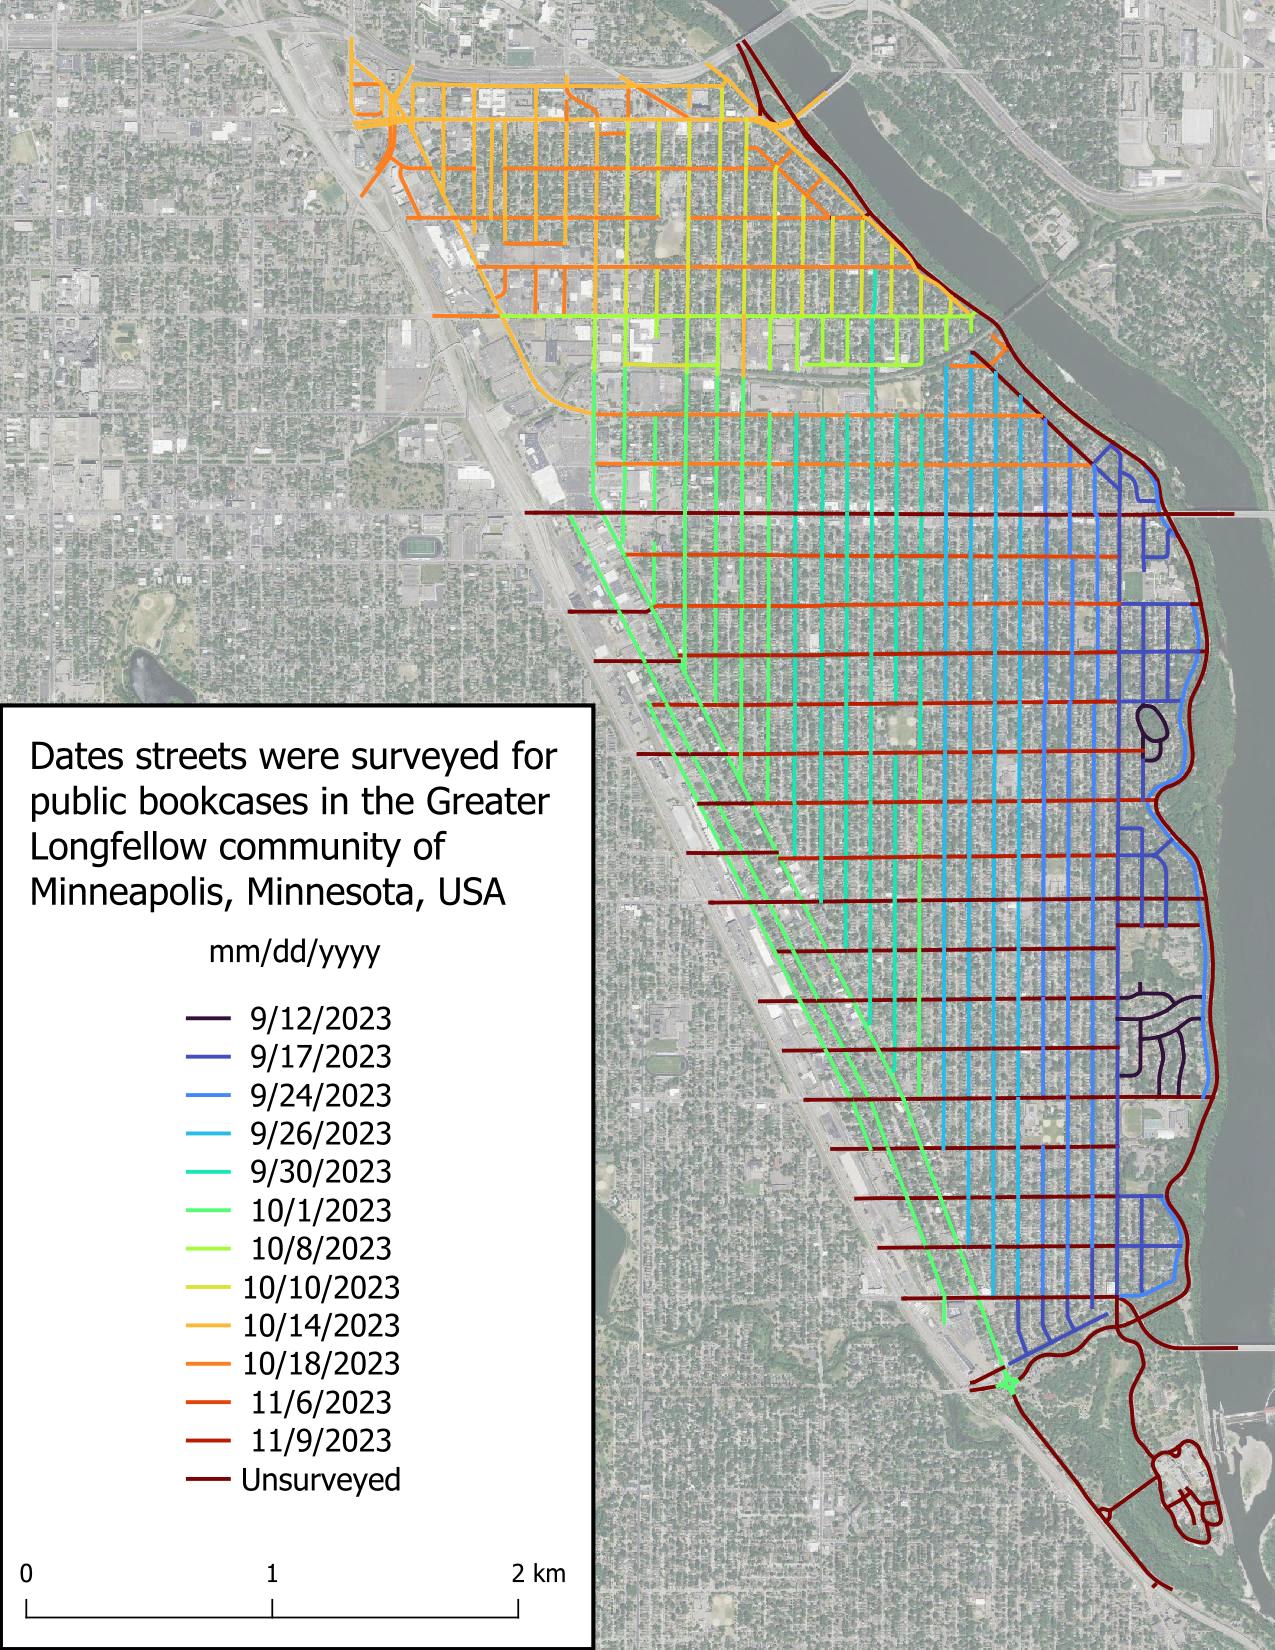 Dates streets were surveyed for
public bookcases in the Greater
Longfellow community of
Minneapolis, Minnesota, USA
mm/dd/yyyy
9/12/2023
9/17/2023
9/24/2023
9/26/2023
9/30/2023
10/1/2023
10/8/2023
10/10/2023
10/14/2023
10/18/2023
11/6/2023
11/9/2023
Unsurveyed
0 1 2 km